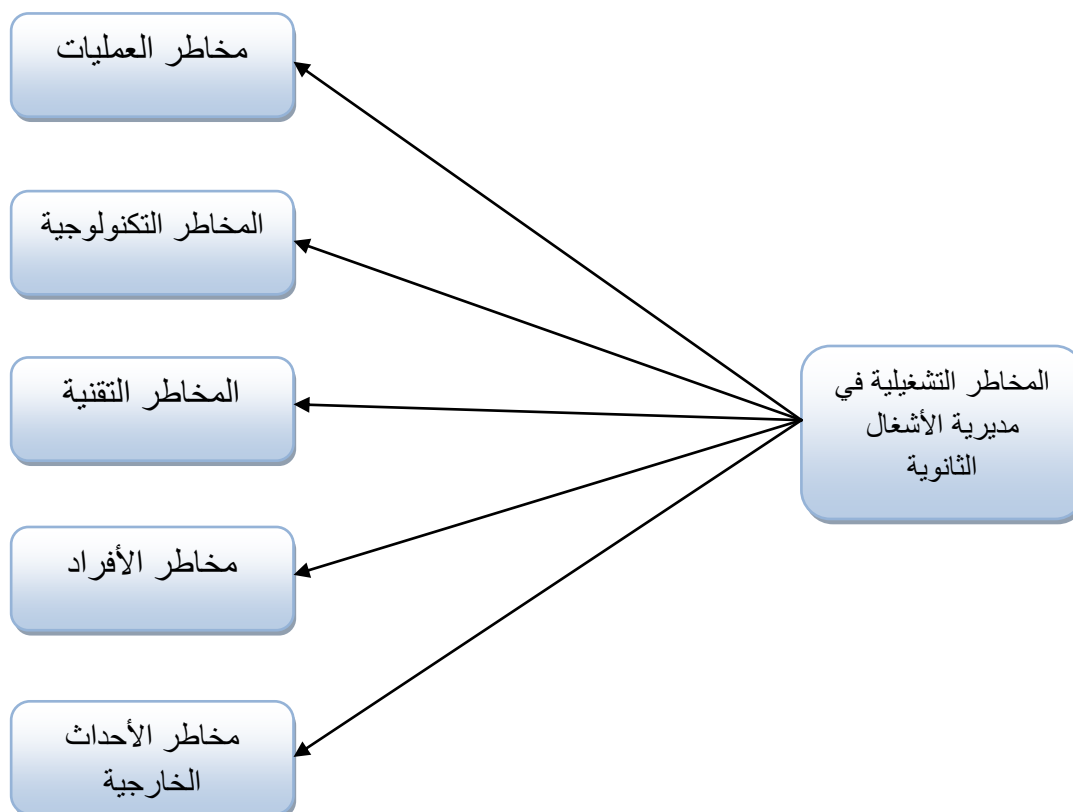 مخاطر العمليات
المخاطر التكنولوجية
المخاطر التقنية
المخاطر التشغيلية في
مديرية الأشغال
الثانوية
مخاطر الأفراد
مخاطر الأحداث
الخارجية